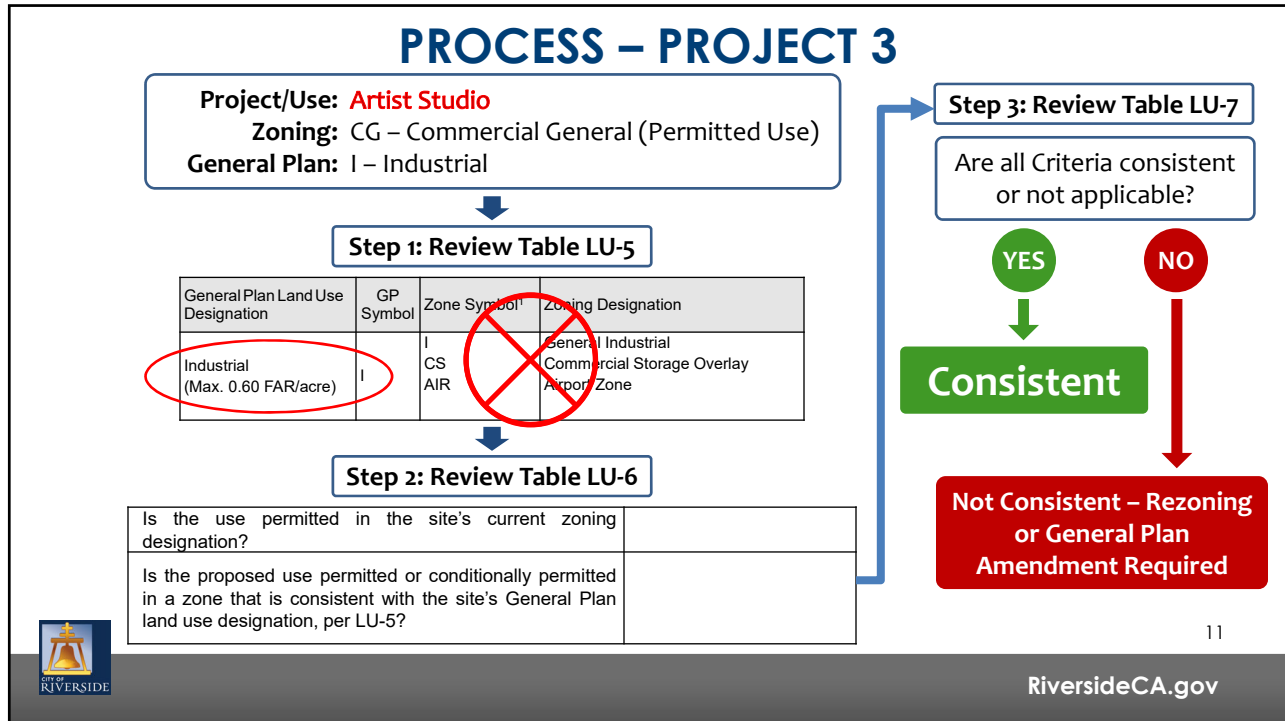 PROCESS – PROJECT 3
Project/Use: Artist Studio
Zoning: CG – Commercial General (Permitted Use)
General Plan: I – Industrial
Step 1: Review Table LU-5
General Plan Land Use Designation
GP Symbol
Zone Symbol¹
Zoning Designation
Industrial
(Max. 0.60 FAR/acre)
I
I
CS
AIR
General Industrial
Commercial Storage Overlay
Airport Zone
Step 2: Review Table LU-6
Is the use permitted in the site's current zoning
designation?
Is the proposed use permitted or conditionally permitted
in a zone that is consistent with the site's General Plan
land use designation, per LU-5?
Step 3: Review Table LU-7
Are all Criteria consistent
or not applicable?
YES
NO
Consistent
Not Consistent – Rezoning
or General Plan
Amendment Required
11
CITY OF
RIVERSIDE
RiversideCA.gov